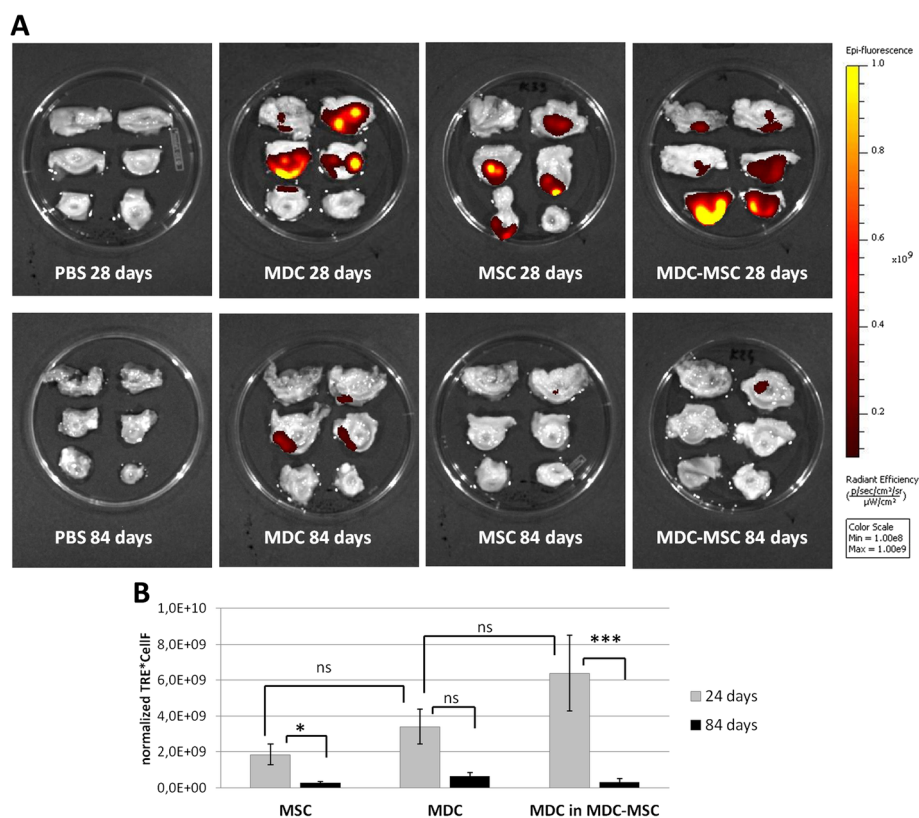 A
Epi-fluorescence
1.0
0.8
0.6
x10^9
0.4
0.2
Radiant Efficiency
(p/sec/cm²/sr / µW/cm²)
Color Scale
Min = 1.00e8
Max = 1.00e9
PBS 28 days
MDC 28 days
K39
MSC 28 days
MDC-MSC 28 days
PBS 84 days
MDC 84 days
MSC 84 days
MDC-MSC 84 days
B
normalized TRE*CellF
1,0E+10
8,0E+09
6,0E+09
4,0E+09
2,0E+09
0,0E+00
ns
*
ns
ns
***
24 days
84 days
MSC
MDC
MDC in MDC-MSC